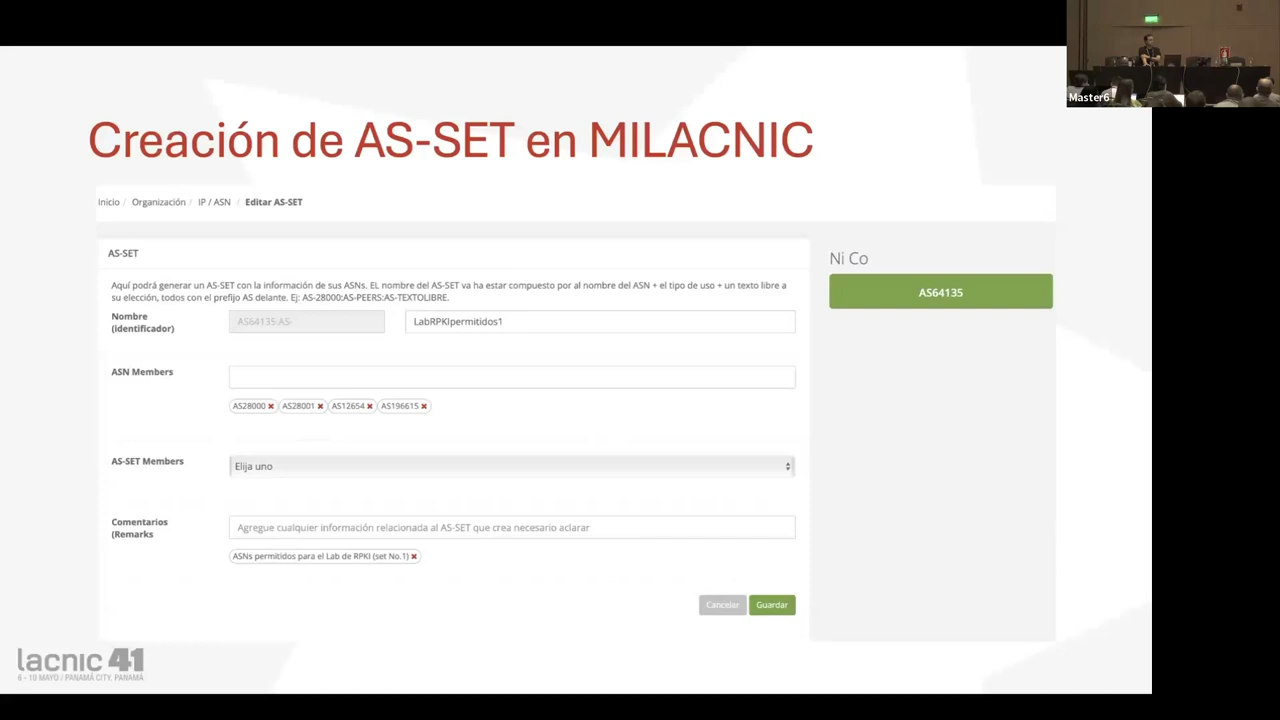 Master6
Creación de AS-SET en MILACNIC
Inicio / Organización / IP / ASN / Editar AS-SET
AS-SET
Aquí podrá generar un AS-SET con la información de sus ASNs. EL nombre del AS-SET va ha estar compuesto por al nombre del ASN + el tipo de uso + un texto libre a
su elección, todos con el prefijo AS delante. Ej: AS-28000:AS-PEERS:AS-TEXTOLIBRE.
Nombre
(identificador)
AS64135:AS-
LabRPKIpermitidos1
ASN Members
AS28000 ✖ AS28001 ✖ AS12654 ✖ AS196615 ✖
AS-SET Members
Elija uno
Comentarios
(Remarks
Agregue cualquier información relacionada al AS-SET que crea necesario aclarar
ASNs permitidos para el Lab de RPKI (set No.1) ✖
Cancelar Guardar
Ni Co
AS64135
lacnic 41
6 - 10 MAYO / PANAMÁ CITY, PANAMÁ